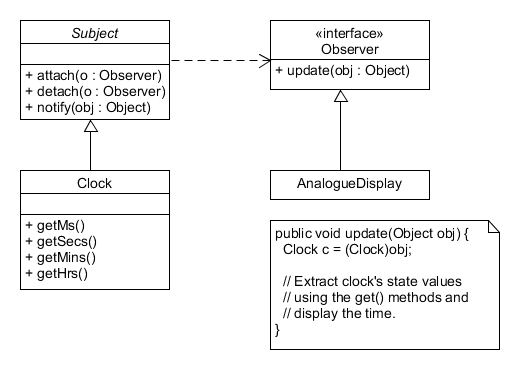 Subject
+ attach(o : Observer)
+ detach(o : Observer)
+ notify(obj : Object)
«interface»
Observer
+ update(obj : Object)
Clock
+ getMs()
+ getSecs()
+ getMins()
+ getHrs()
AnalogueDisplay
public void update(Object obj) {
Clock c = (Clock)obj;
// Extract clock's state values
// using the get() methods and
// display the time.
}